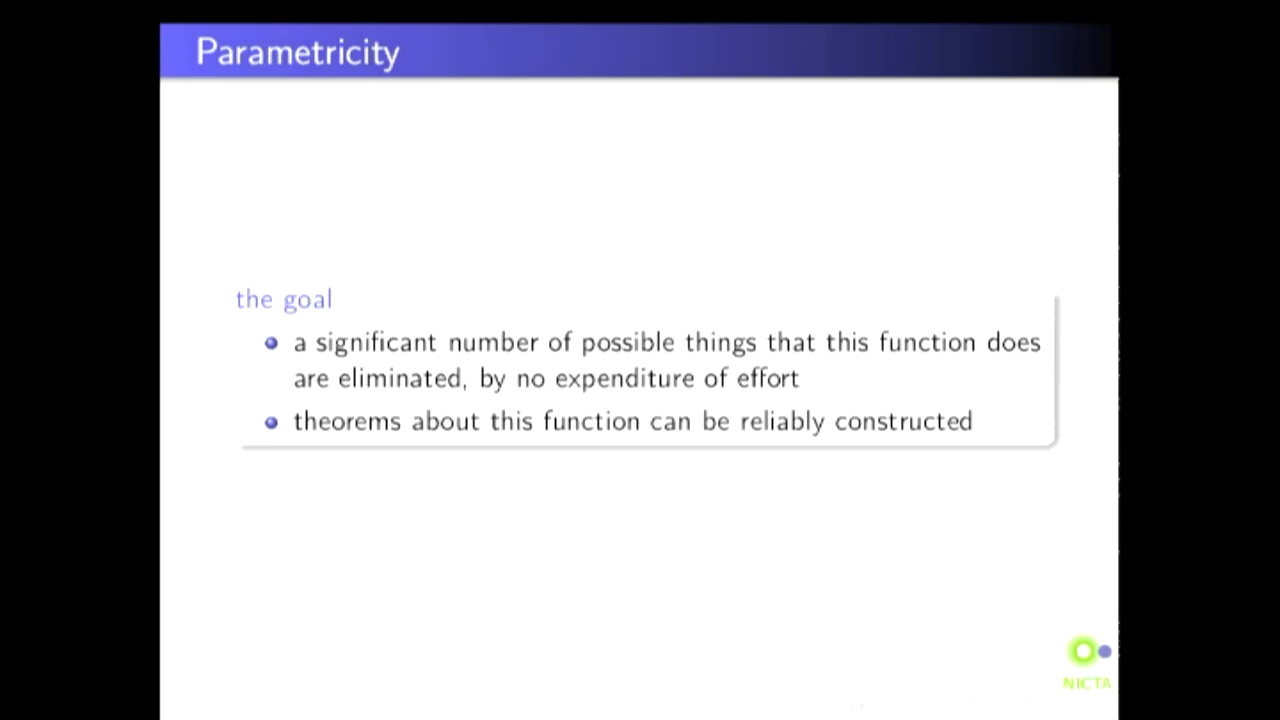 Parametricity
the goal
a significant number of possible things that this function does
are eliminated, by no expenditure of effort
theorems about this function can be reliably constructed
NICTA